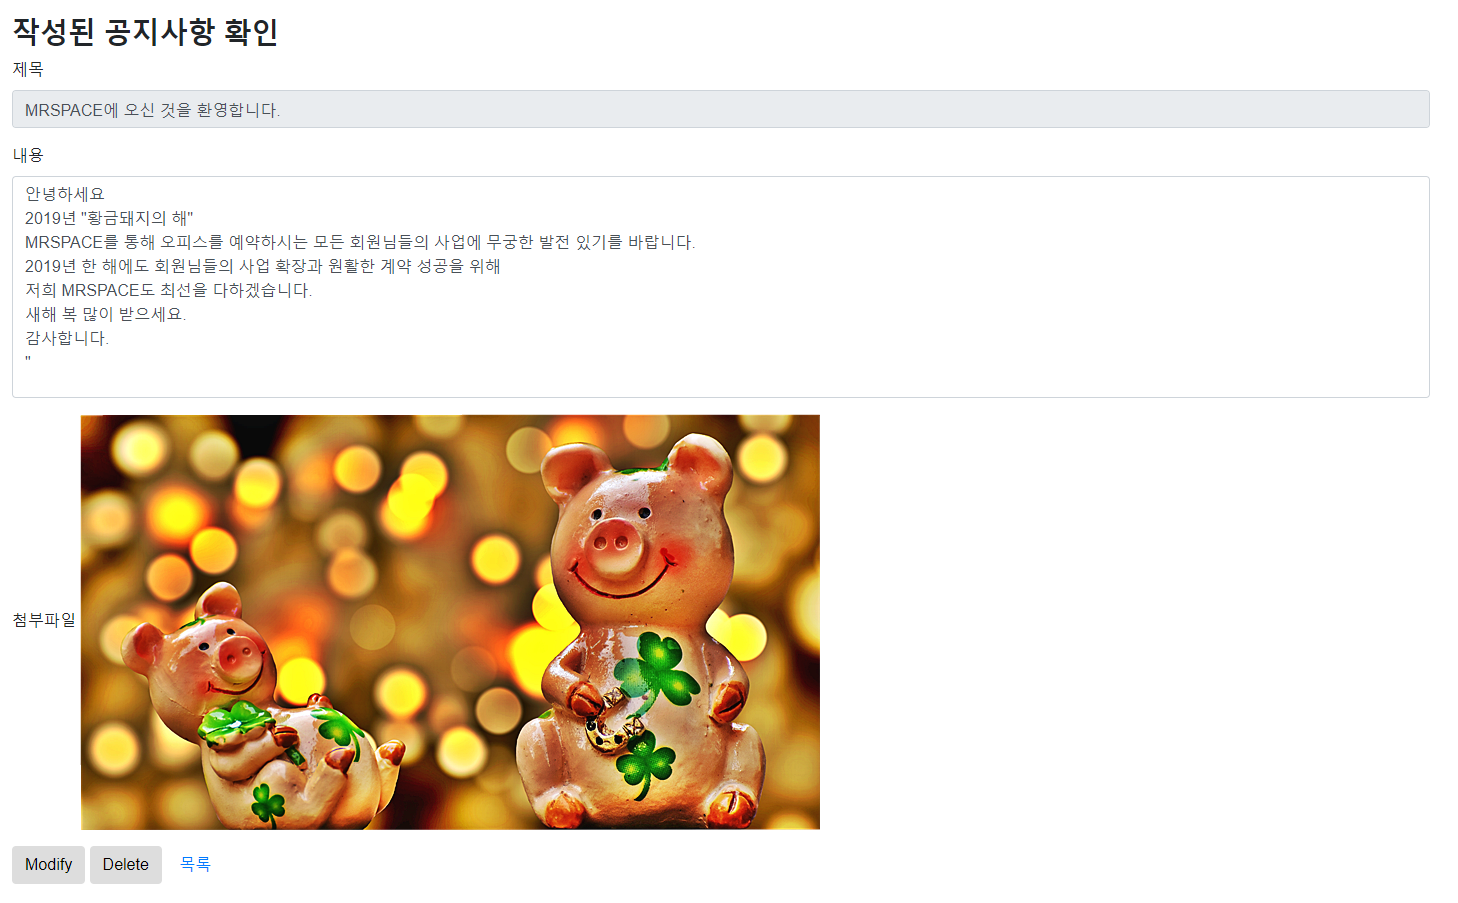 작성된 공지사항 확인
제목
MRSPACE에 오신 것을 환영합니다.
내용
안녕하세요
2019년 "황금돼지의 해"
MRSPACE를 통해 오피스를 예약하시는 모든 회원님들의 사업에 무궁한 발전 있기를 바랍니다.
2019년 한 해에도 회원님들의 사업 확장과 원활한 계약 성공을 위해
저희 MRSPACE도 최선을 다하겠습니다.
새해 복 많이 받으세요.
감사합니다.
"
첨부파일
Modify Delete 목록